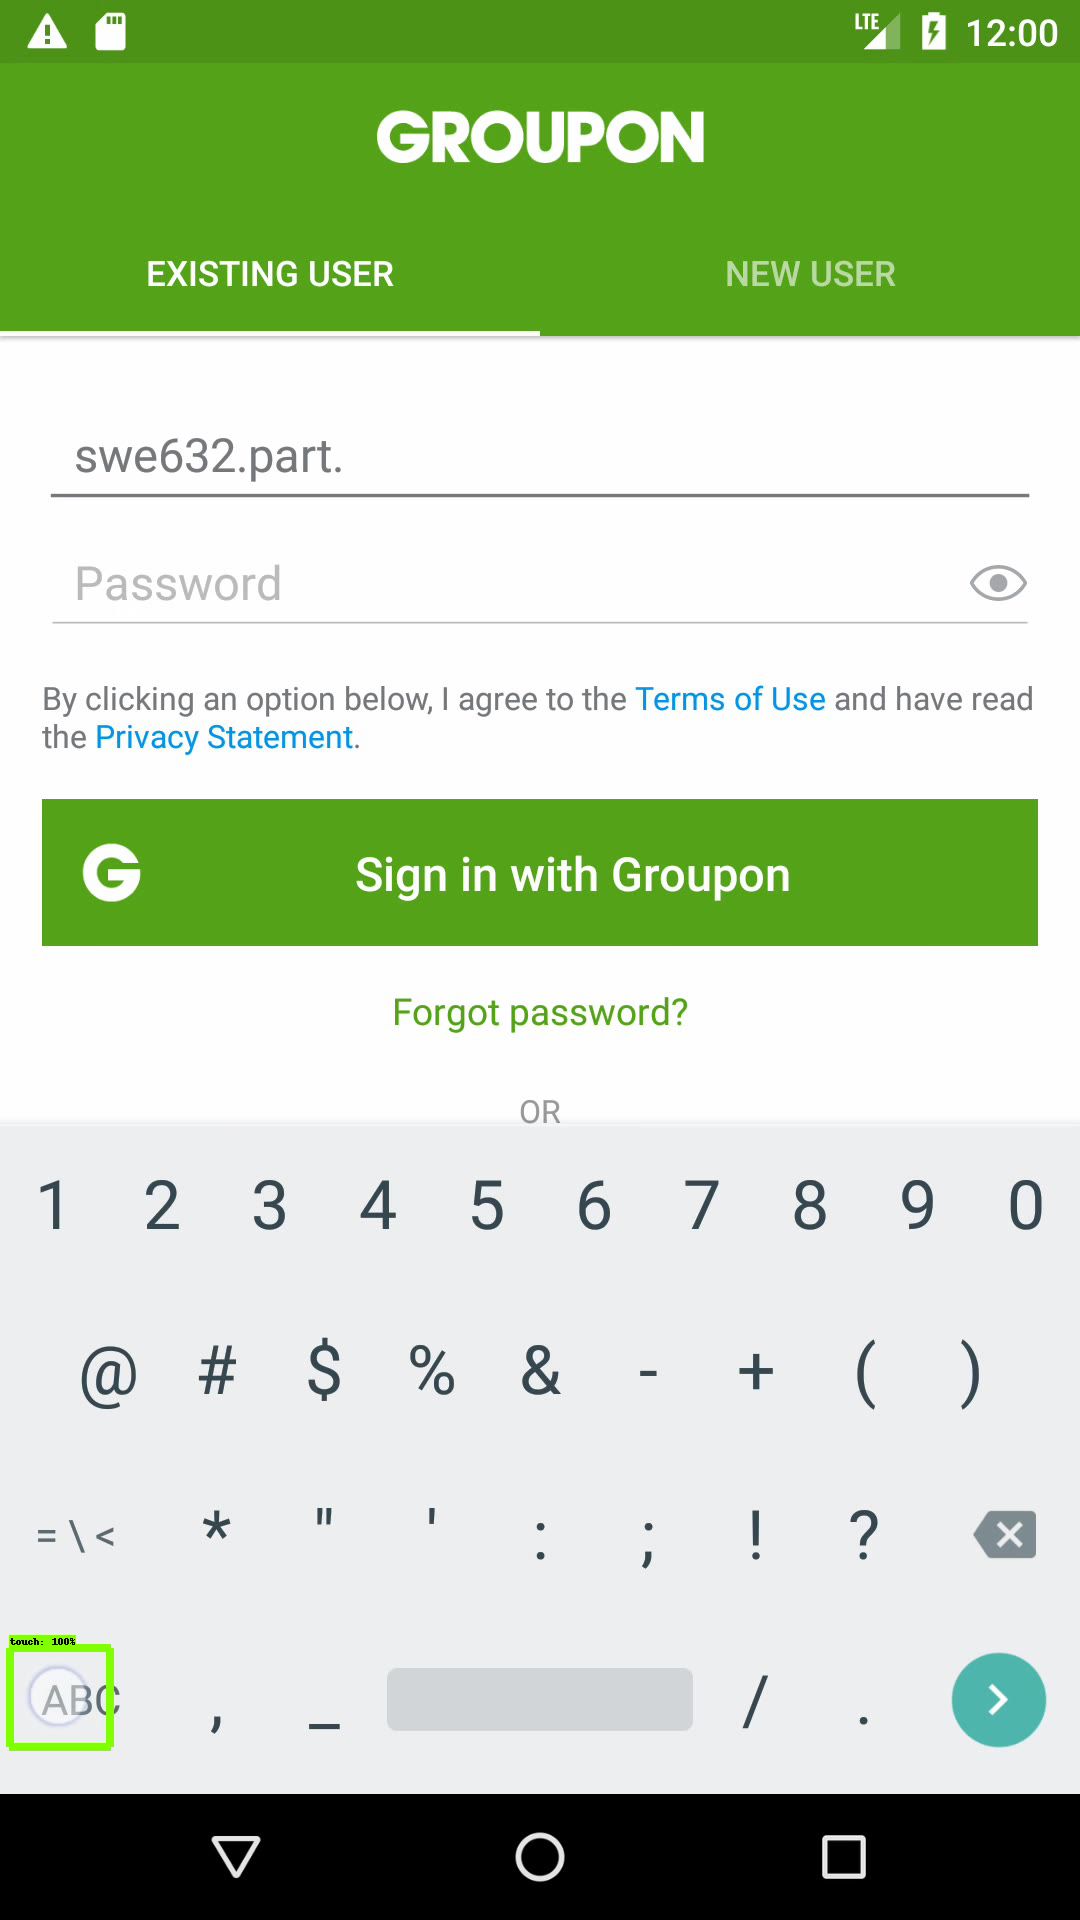 LTE 12:00
GROUPON
EXISTING USER NEW USER
swe632.part.
Password
By clicking an option below, I agree to the Terms of Use and have read
the Privacy Statement.
G Sign in with Groupon
Forgot password?
OR
1 2 3 4 5 6 7 8 9 0
@ # $ % & - + ( )
= \ < * " ' : ; ! ?
touch: 100%
ABC , _ / .